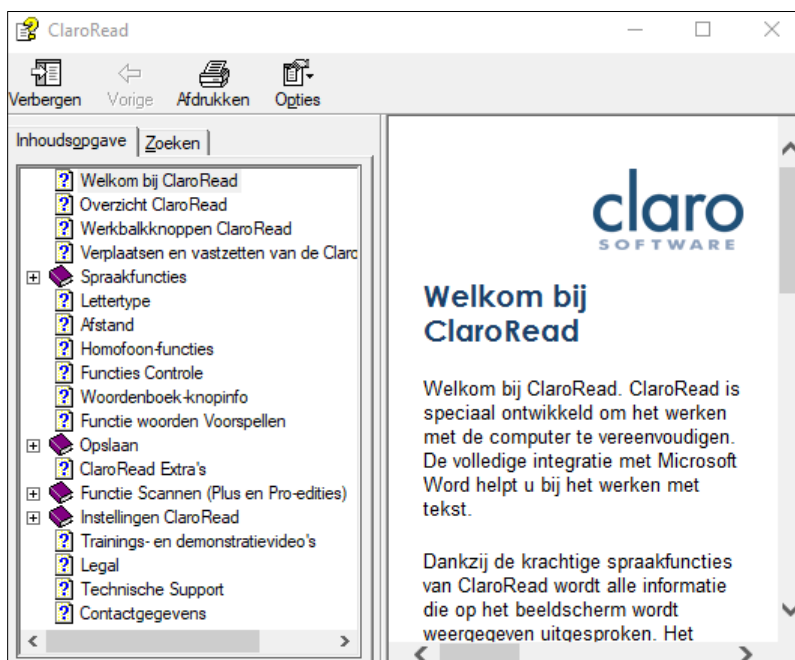 ClaroRead
Verbergen Vorige Afdrukken Opties
Inhoudsopgave Zoeken
Welkom bij ClaroRead
Overzicht ClaroRead
Werkbalkknoppen ClaroRead
Verplaatsen en vastzetten van de Claro
Spraakfuncties
Lettertype
Afstand
Homofoon-functies
Functies Controle
Woordenboek-knopinfo
Functie woorden Voorspellen
Opslaan
ClaroRead Extra's
Functie Scannen (Plus en Pro-edities)
Instellingen ClaroRead
Trainings- en demonstratievideo's
Legal
Technische Support
Contactgegevens
claro
SOFTWARE
Welkom bij
ClaroRead
Welkom bij ClaroRead. ClaroRead is
speciaal ontwikkeld om het werken
met de computer te vereenvoudigen.
De volledige integratie met Microsoft
Word helpt u bij het werken met
tekst.
Dankzij de krachtige spraakfuncties
van ClaroRead wordt alle informatie
die op het beeldscherm wordt
weergegeven uitgesproken. Het